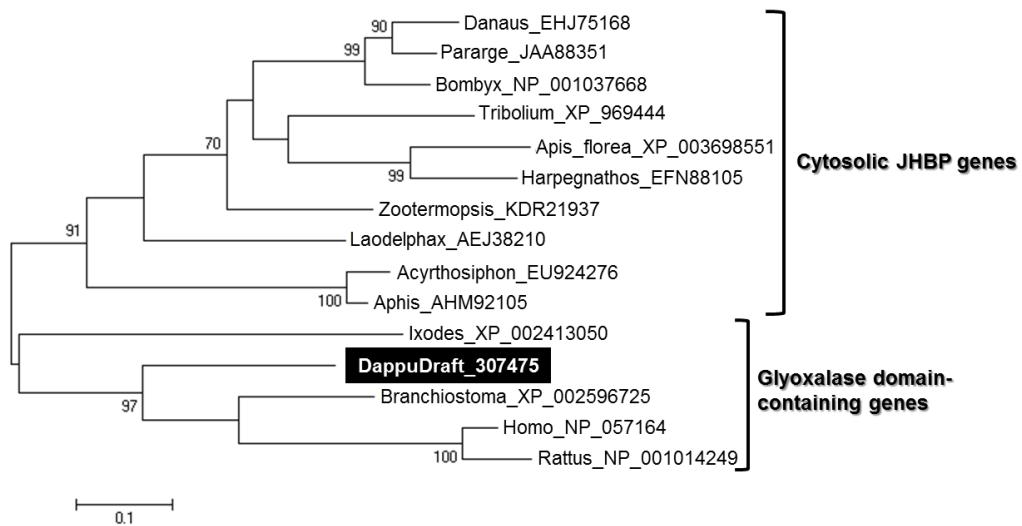 90
Danaus_EHJ75168
99
Pararge_JAA88351
Bombyx_NP_001037668
Tribolium_XP_969444
70
Apis_florea_XP_003698551
99
Harpegnathos_EFN88105
Cytosolic JHBP genes
Zootermopsis_KDR21937
91
Laodelphax_AEJ38210
Acyrthosiphon_EU924276
100
Aphis_AHM92105
Ixodes_XP_002413050
DappuDraft_307475
Glyoxalase domain-
containing genes
97
Branchiostoma_XP_002596725
Homo_NP_057164
100
Rattus_NP_001014249
0.1